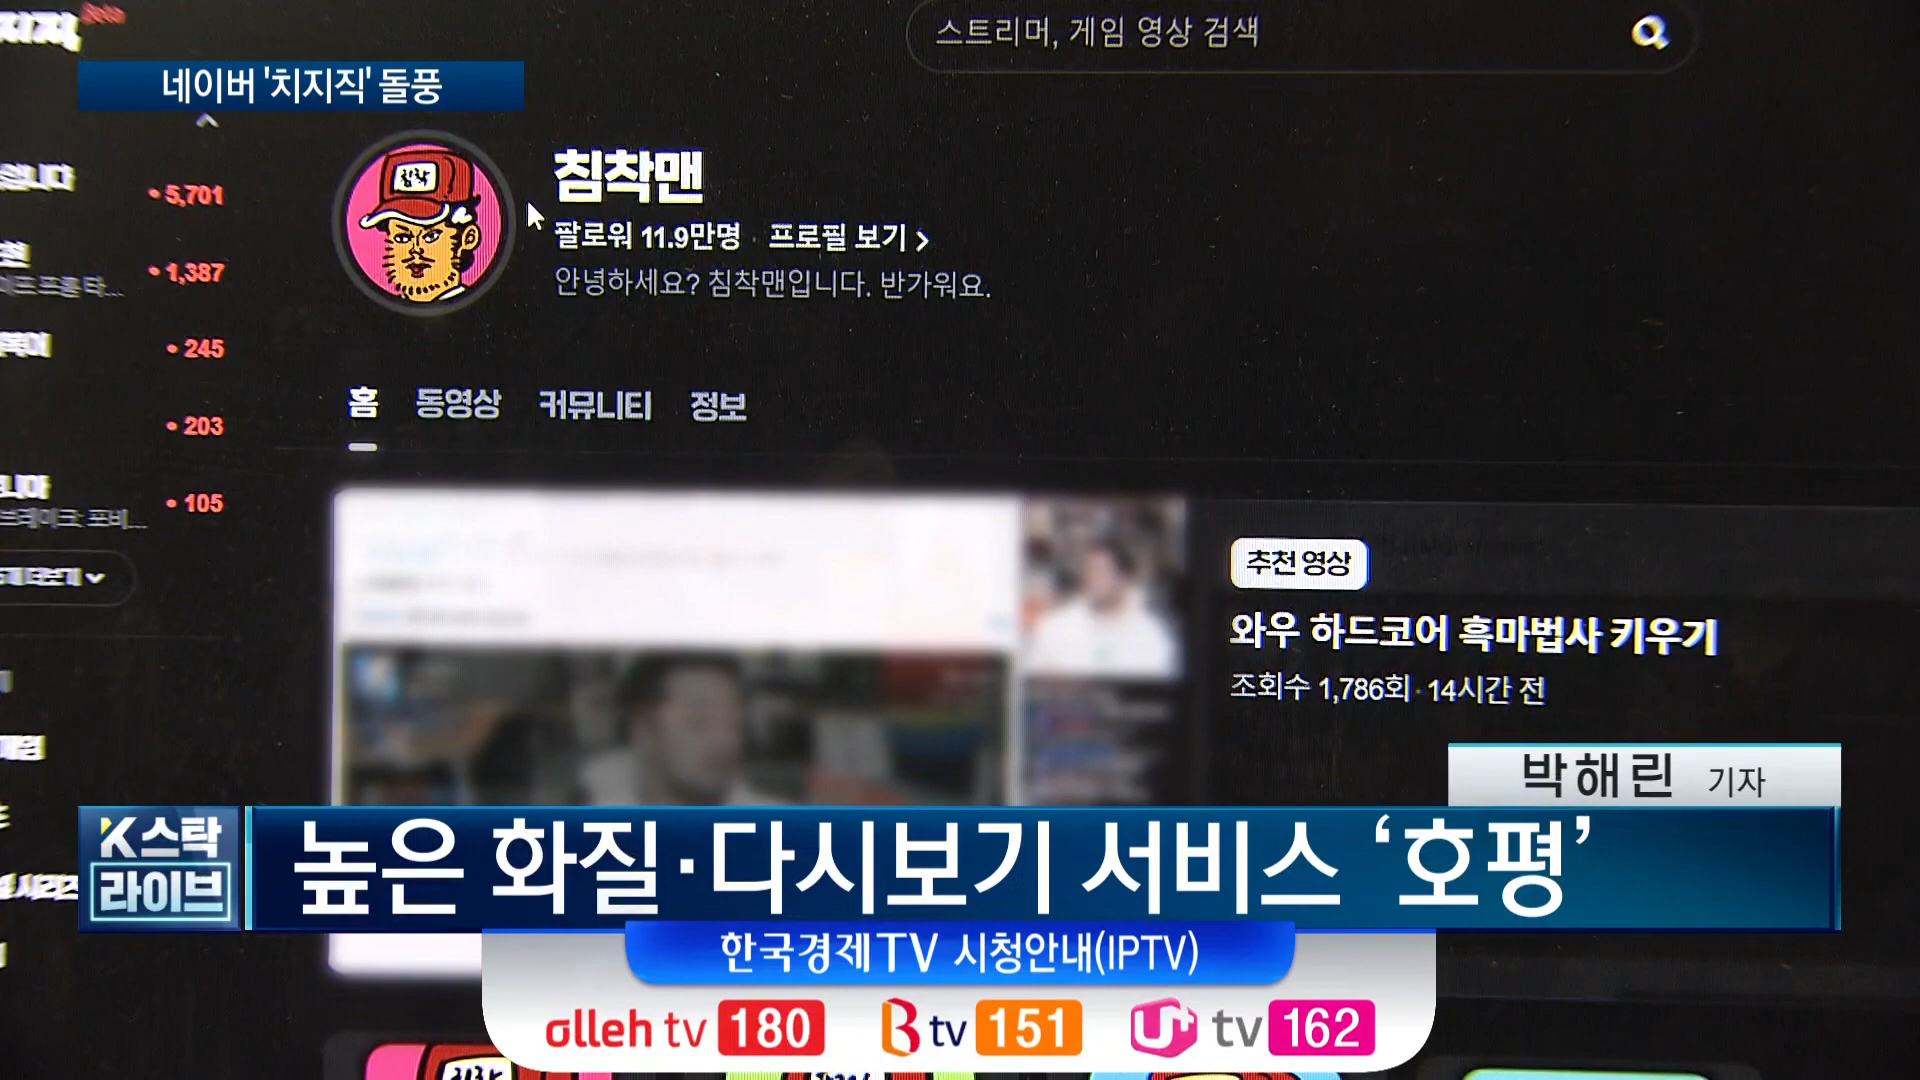 스트리머, 게임 영상 검색
네이버 '치지직' 돌풍
침착
침착맨
팔로워 11.9만명 · 프로필 보기 >
안녕하세요? 침착맨입니다. 반가워요.
5,701
1,387
245
203
105
홈 동영상 커뮤니티 정보
추천 영상
와우 하드코어 흑마법사 키우기
조회수 1,786회 · 14시간 전
박해린 기자
K스탁
라이브
높은 화질·다시보기 서비스 ‘호평’
한국경제TV 시청안내(IPTV)
olleh tv 180 B tv 151 U+ tv 162